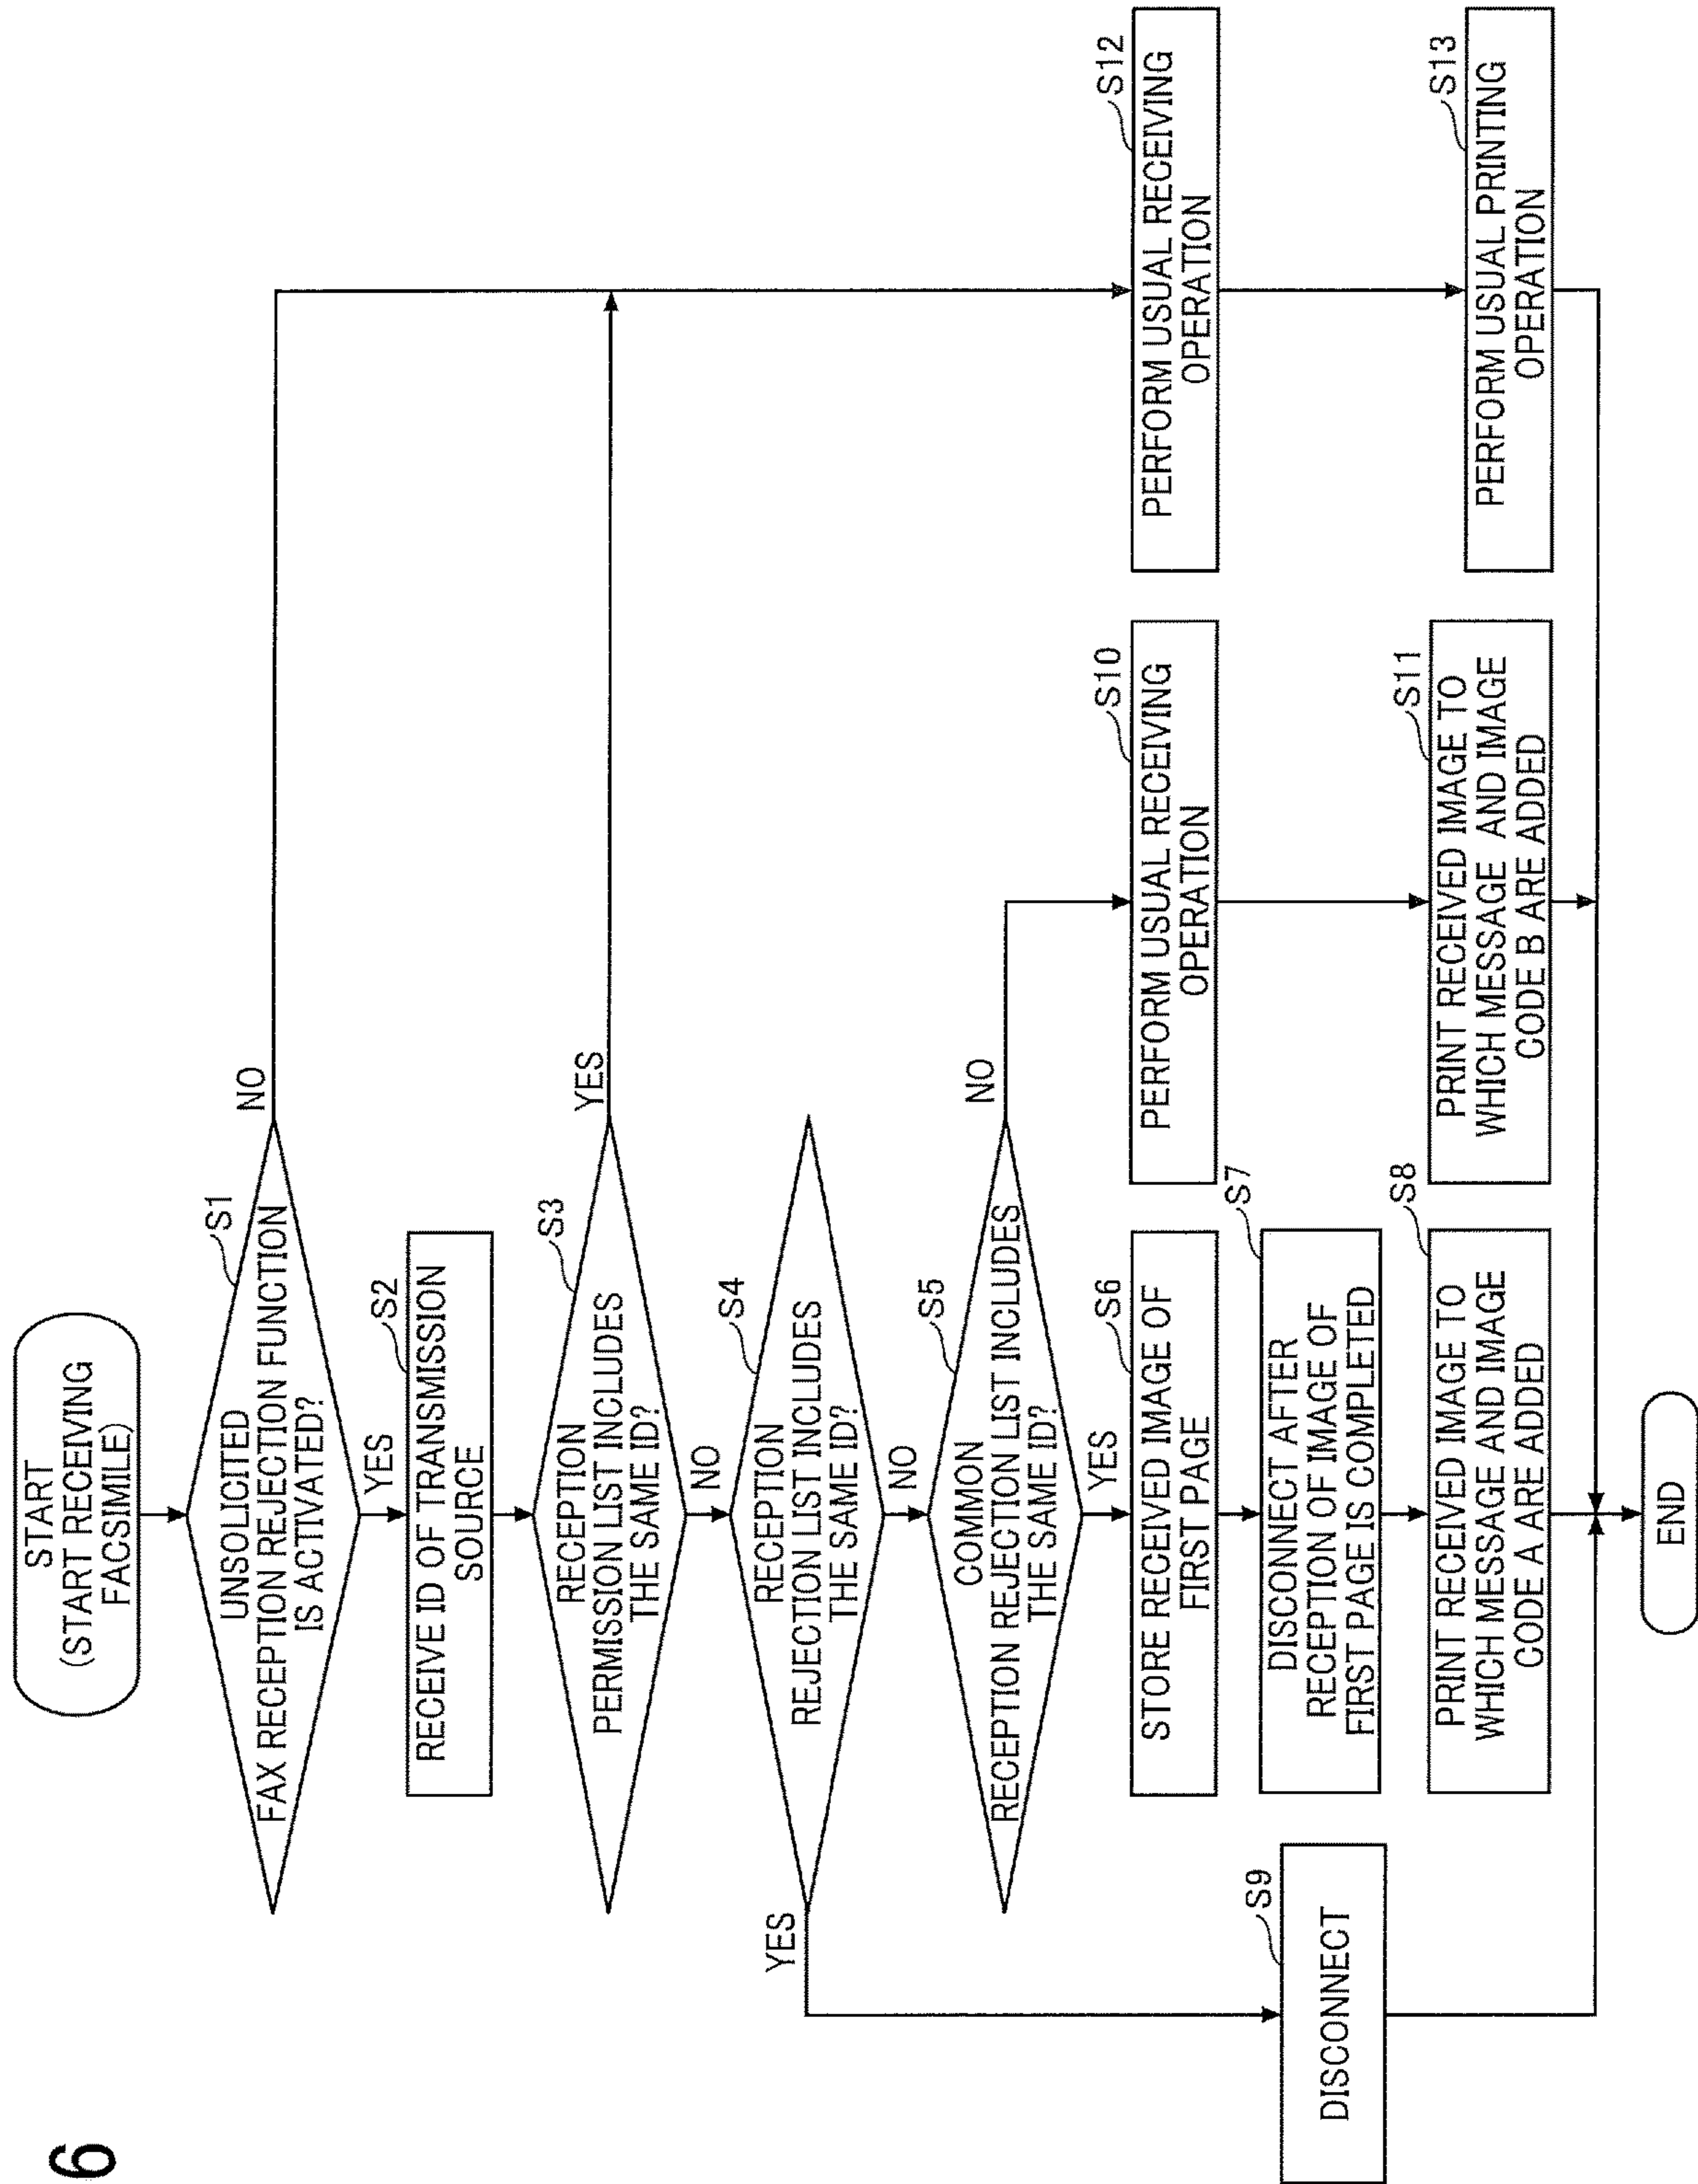 6
START
(START RECEIVING
FACSIMILE)
S1
UNSOLICITED
FAX RECEPTION REJECTION FUNCTION
IS ACTIVATED?
NO
YES
S2
RECEIVE ID OF TRANSMISSION
SOURCE
S3
RECEPTION
PERMISSION LIST INCLUDES
THE SAME ID?
YES
NO
S4
RECEPTION
REJECTION LIST INCLUDES
THE SAME ID?
YES
NO
S5
COMMON
RECEPTION REJECTION LIST INCLUDES
THE SAME ID?
NO
YES
S6
STORE RECEIVED IMAGE OF
FIRST PAGE
S7
DISCONNECT AFTER
RECEPTION OF IMAGE OF
FIRST PAGE IS COMPLETED
S8
PRINT RECEIVED IMAGE TO
WHICH MESSAGE AND IMAGE
CODE A ARE ADDED
S9
DISCONNECT
S10
PERFORM USUAL RECEIVING
OPERATION
S11
PRINT RECEIVED IMAGE TO
WHICH MESSAGE AND IMAGE
CODE B ARE ADDED
S12
PERFORM USUAL RECEIVING
OPERATION
S13
PERFORM USUAL PRINTING
OPERATION
END